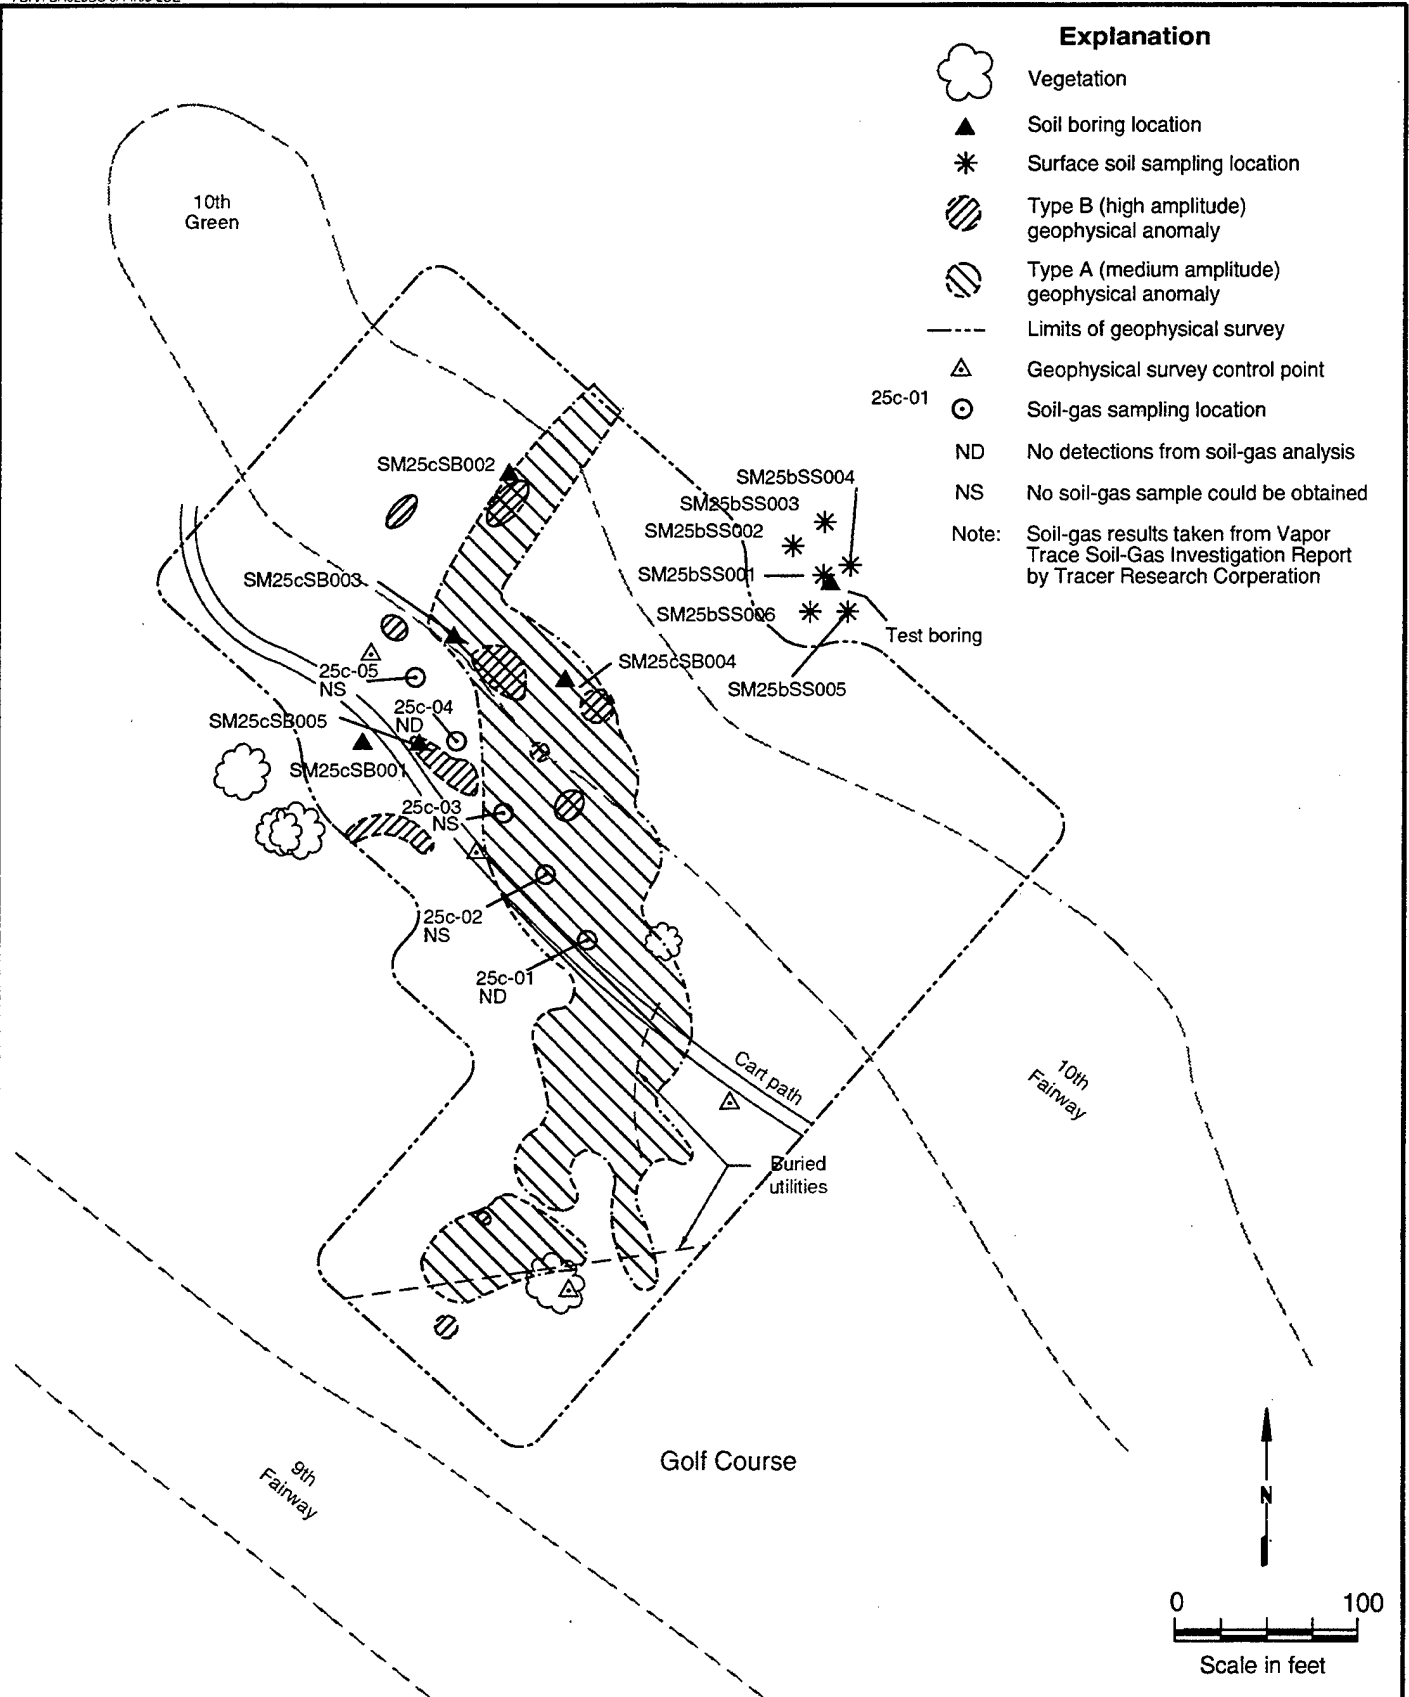 Explanation
Vegetation
Soil boring location
Surface soil sampling location
Type B (high amplitude)
geophysical anomaly
Type A (medium amplitude)
geophysical anomaly
Limits of geophysical survey
Geophysical survey control point
25c-01
Soil-gas sampling location
ND
No detections from soil-gas analysis
NS
No soil-gas sample could be obtained
Note:
Soil-gas results taken from Vapor
Trace Soil-Gas Investigation Report
by Tracer Research Corperation
10th
Green
SM25cSB002
SM25bSS004
SM25bSS003
SM25bSS002
SM25bSS001
SM25bSS006
Test boring
SM25bSS005
SM25cSB003
SM25cSB004
25c-05
NS
25c-04
ND
SM25cSB005
SM25cSB001
25c-03
NS
25c-02
NS
25c-01
ND
Cart path
10th
Fairway
Buried
utilities
Golf Course
9th
Fairway
N
0
100
Scale in feet